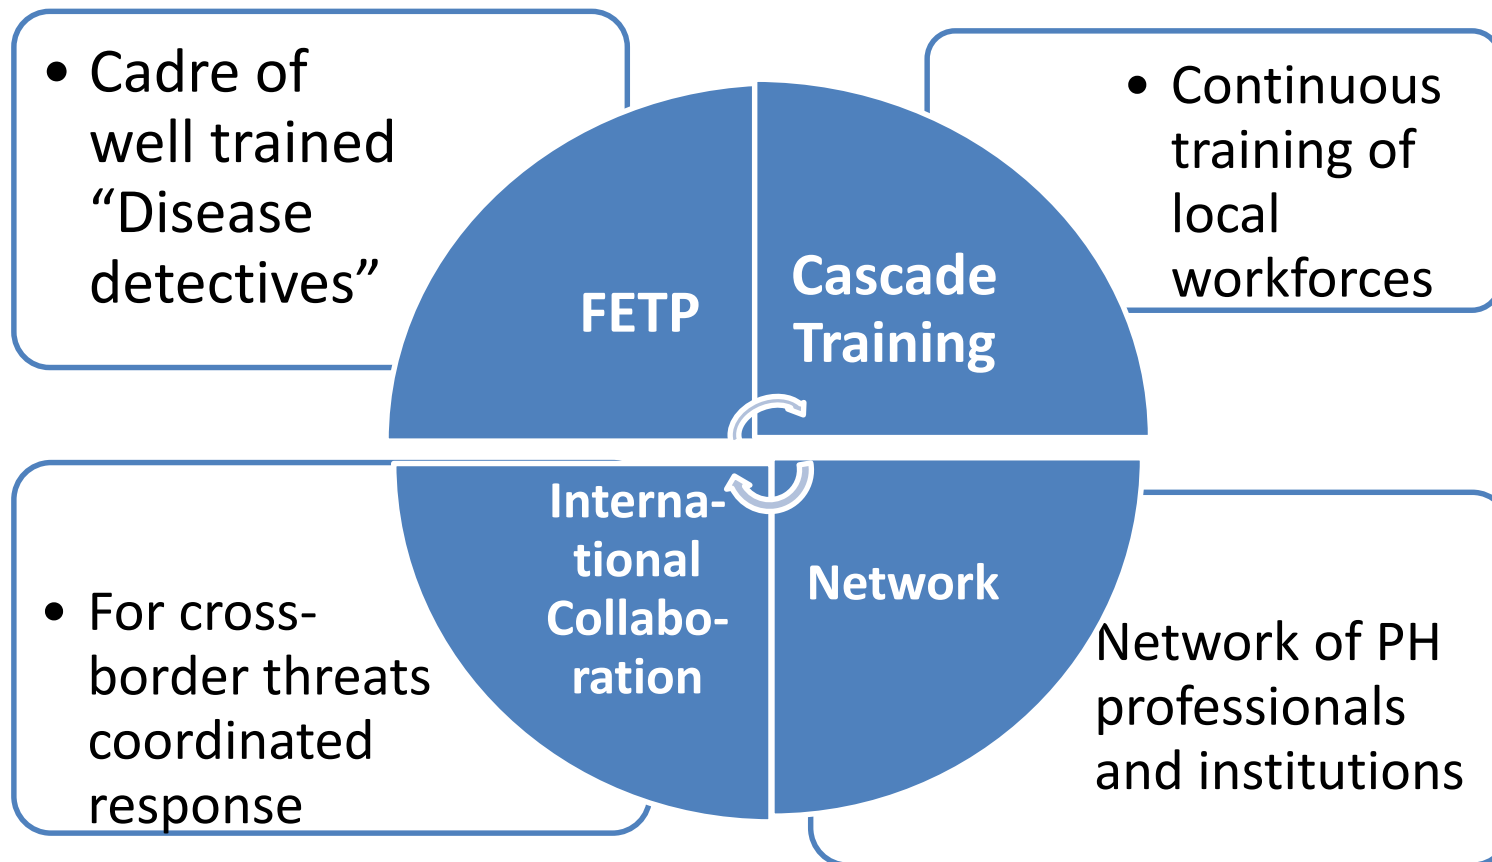 • Cadre of
well trained
“Disease
detectives”
FETP
Cascade
Training
• Continuous
training of
local
workforces
• For cross-
border threats
coordinated
response
Interna-
tional
Collabo-
ration
Network
Network of PH
professionals
and institutions